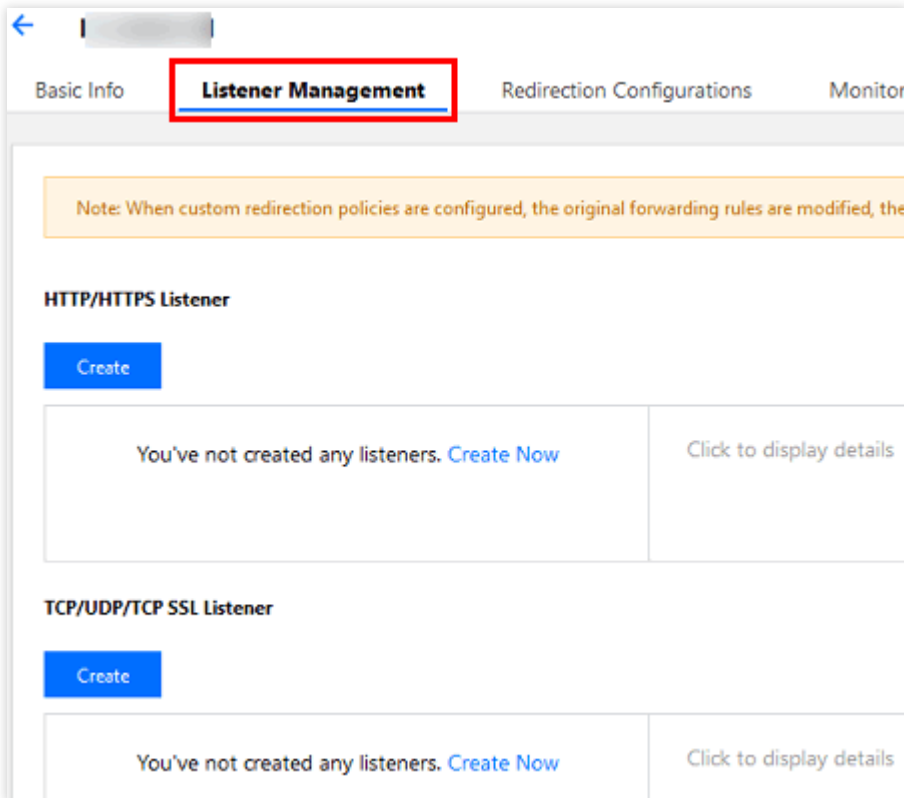 Basic Info Listener Management Redirection Configurations Monitor
Note: When custom redirection policies are configured, the original forwarding rules are modified, the
HTTP/HTTPS Listener
Create
You've not created any listeners. Create Now Click to display details
TCP/UDP/TCP SSL Listener
Create
You've not created any listeners. Create Now Click to display details